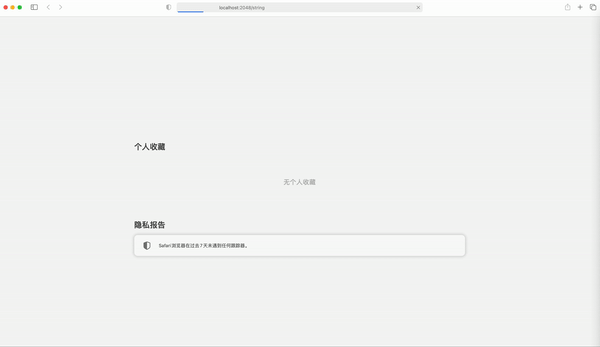 localhost:2048/string
个人收藏
无个人收藏
隐私报告
Safari浏览器在过去7天未遇到任何跟踪器。